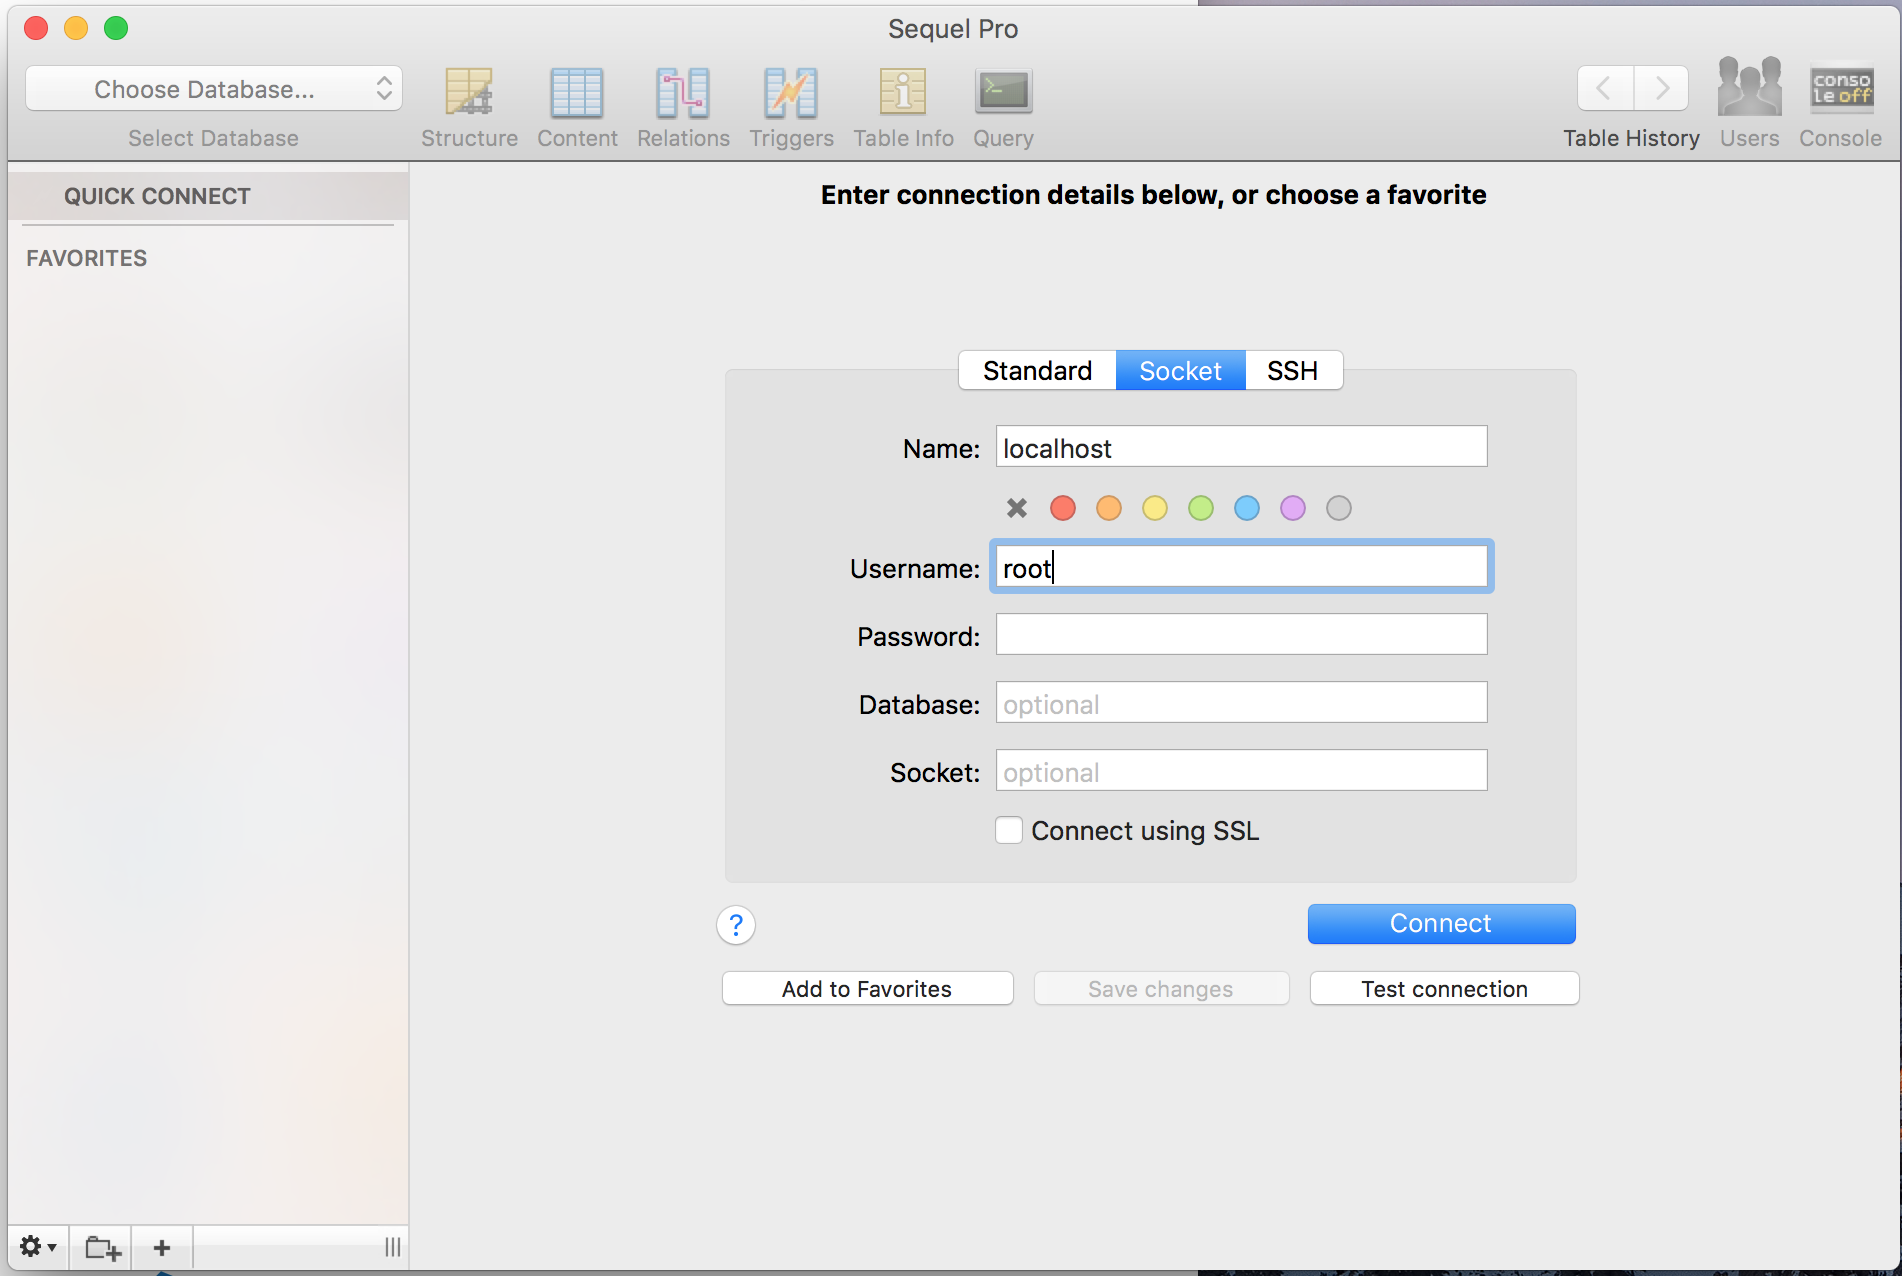 Sequel Pro
Choose Database...
Select Database
Structure
Content
Relations
Triggers
Table Info
Query
Table History
Users
conso
le off
Console
QUICK CONNECT
FAVORITES
Enter connection details below, or choose a favorite
Standard
Socket
SSH
Name: localhost
Username: root
Password:
Database: optional
Socket: optional
Connect using SSL
?
Connect
Add to Favorites
Save changes
Test connection